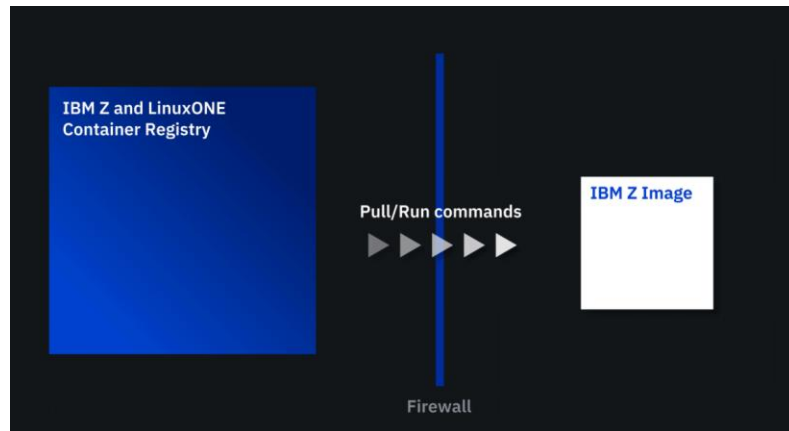 IBM Z and LinuxONE
Container Registry
Pull/Run commands
IBM Z Image
Firewall